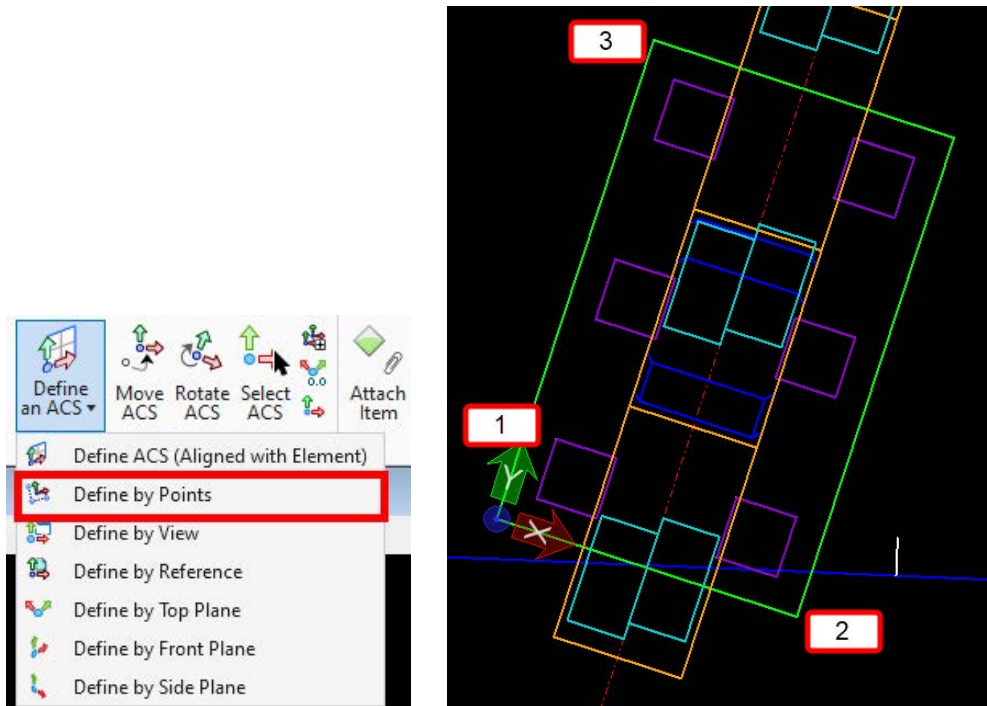 Define
an ACS
Move
ACS
Rotate
ACS
Select
ACS
0.0
Attach
Item
Define ACS (Aligned with Element)
Define by Points
Define by View
Define by Reference
Define by Top Plane
Define by Front Plane
Define by Side Plane
3
1
Y
X
2